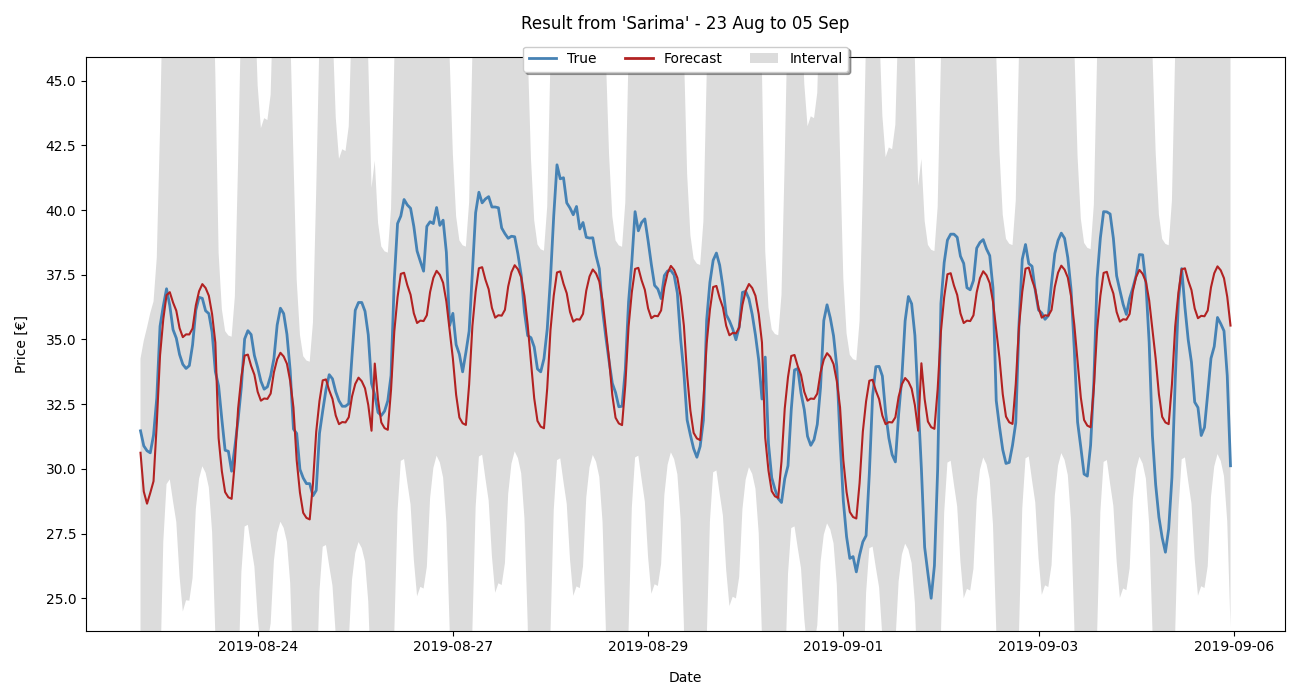 Result from 'Sarima' - 23 Aug to 05 Sep
True Forecast Interval
45.0
42.5
40.0
37.5
35.0
32.5
30.0
27.5
25.0
Price [€]
2019-08-24 2019-08-27 2019-08-29 2019-09-01 2019-09-03 2019-09-06
Date